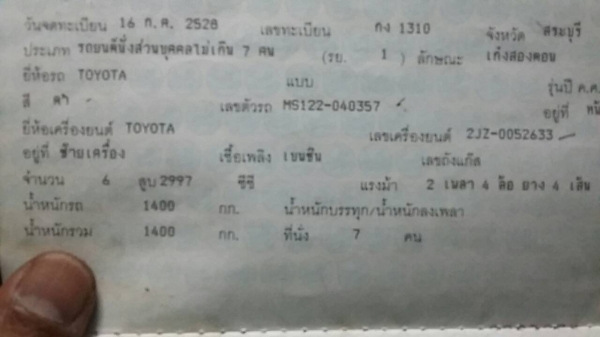 วันจดทะเบียน 16 ก.ค. 2528 เลขทะเบียน กง 1310 จังหวัด สระบุรี
ประเภท รถยนต์นั่งส่วนบุคคลไม่เกิน 7 คน (รย. 1 ) ลักษณะ เก๋งสองตอน
ยี่ห้อรถ TOYOTA แบบ รุ่นปี ค.ศ.
สี ดำ เลขตัวรถ MS122-040357 อยู่ที่
ยี่ห้อเครื่องยนต์ TOYOTA เลขเครื่องยนต์ 2JZ-0052633
อยู่ที่ ซ้ายเครื่อง เชื้อเพลิง เบนซิน เลขถังแก๊ส
จำนวน 6 สูบ 2997 ซีซี แรงม้า 2 เพลา 4 ล้อ ยาง 4 เส้น
น้ำหนักรถ 1400 กก. น้ำหนักบรรทุก/น้ำหนักลงเพลา
น้ำหนักรวม 1400 กก. ที่นั่ง 7 คน